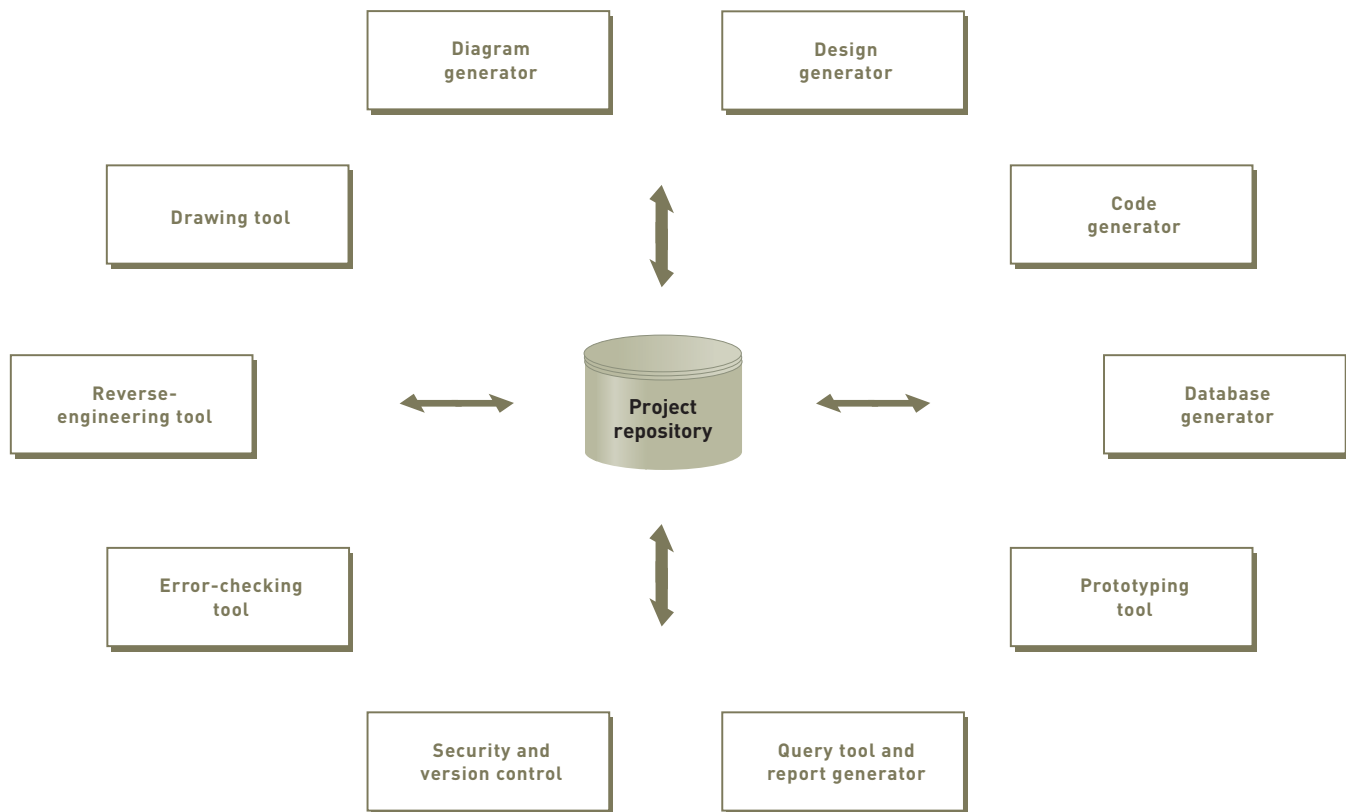 Diagram
generator
Design
generator
Drawing tool
Code
generator
Reverse-
engineering tool
Project
repository
Database
generator
Error-checking
tool
Prototyping
tool
Security and
version control
Query tool and
report generator